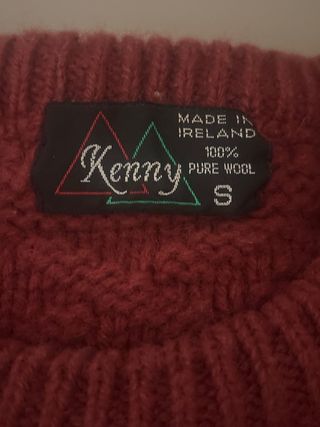 Kenny
MADE IN
IRELAND
100%
PURE WOOL
S